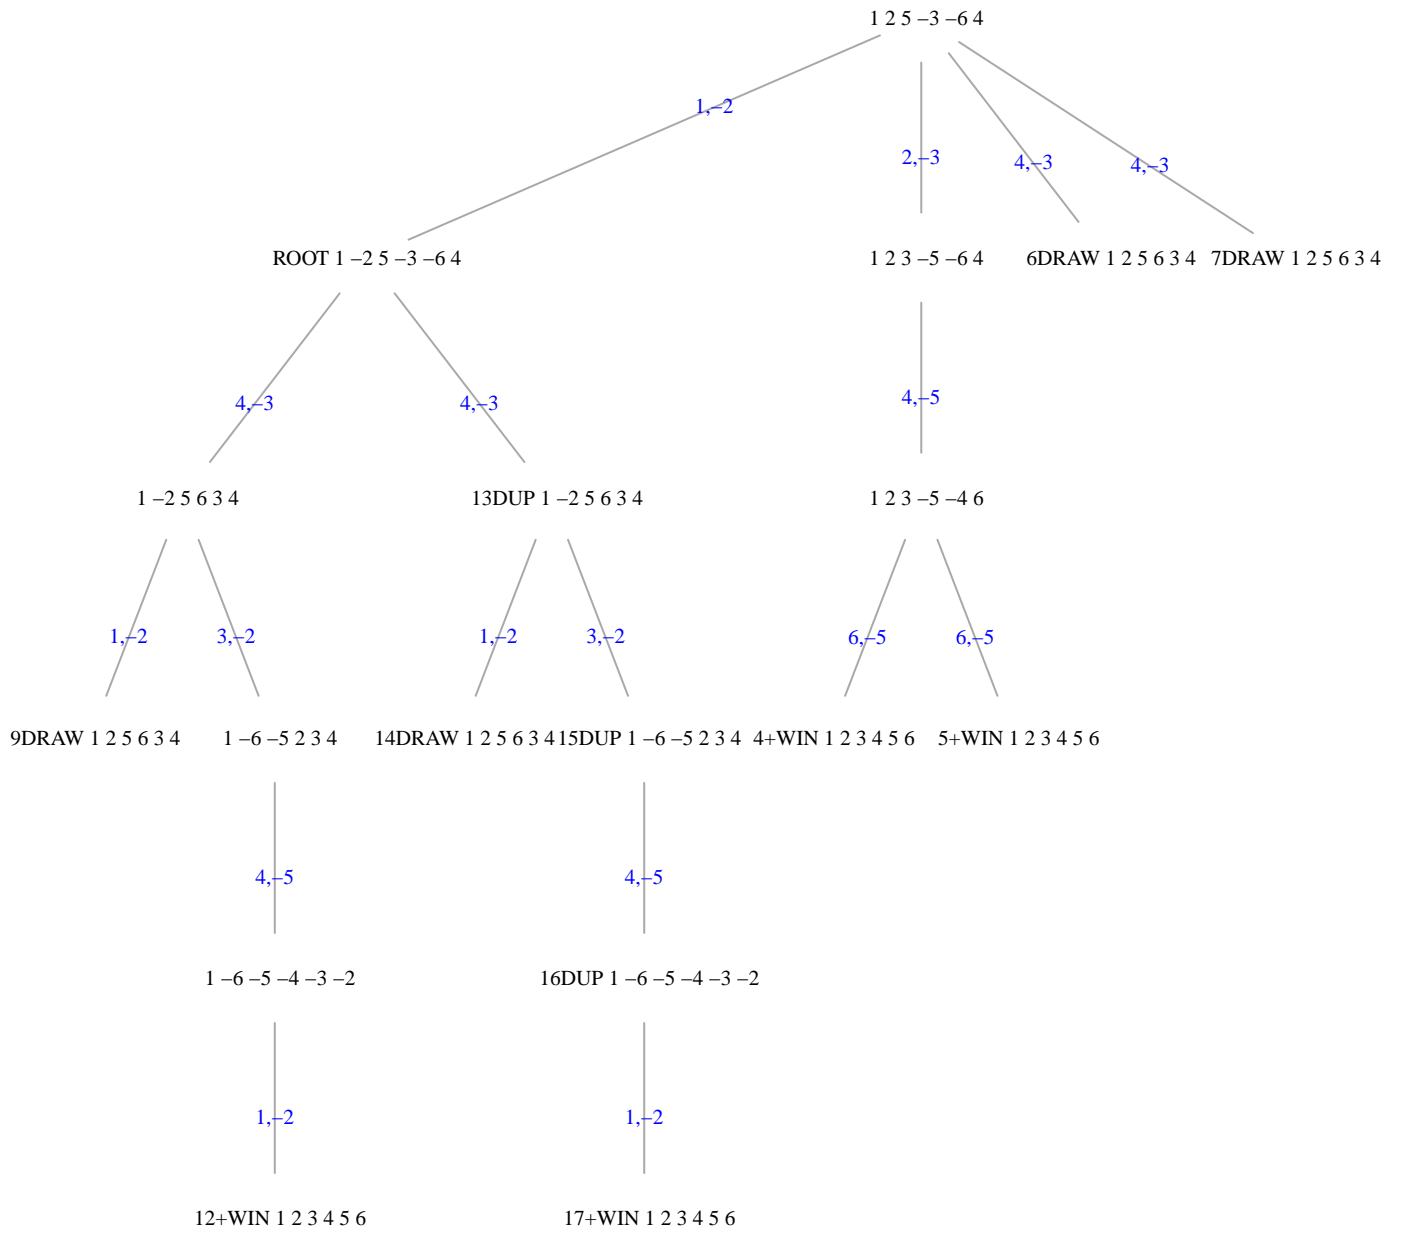 1 2 5 –3 –6 4
1,–2
2,–3
4,–3
4,–3
ROOT 1 –2 5 –3 –6 4
1 2 3 –5 –6 4
6DRAW 1 2 5 6 3 4
7DRAW 1 2 5 6 3 4
4,–3
4,–3
4,–5
1 –2 5 6 3 4
13DUP 1 –2 5 6 3 4
1 2 3 –5 –4 6
1,–2
3,–2
1,–2
3,–2
6,–5
6,–5
9DRAW 1 2 5 6 3 4
1 –6 –5 2 3 4
14DRAW 1 2 5 6 3 4
15DUP 1 –6 –5 2 3 4
4+WIN 1 2 3 4 5 6
5+WIN 1 2 3 4 5 6
4,–5
4,–5
1 –6 –5 –4 –3 –2
16DUP 1 –6 –5 –4 –3 –2
1,–2
1,–2
12+WIN 1 2 3 4 5 6
17+WIN 1 2 3 4 5 6